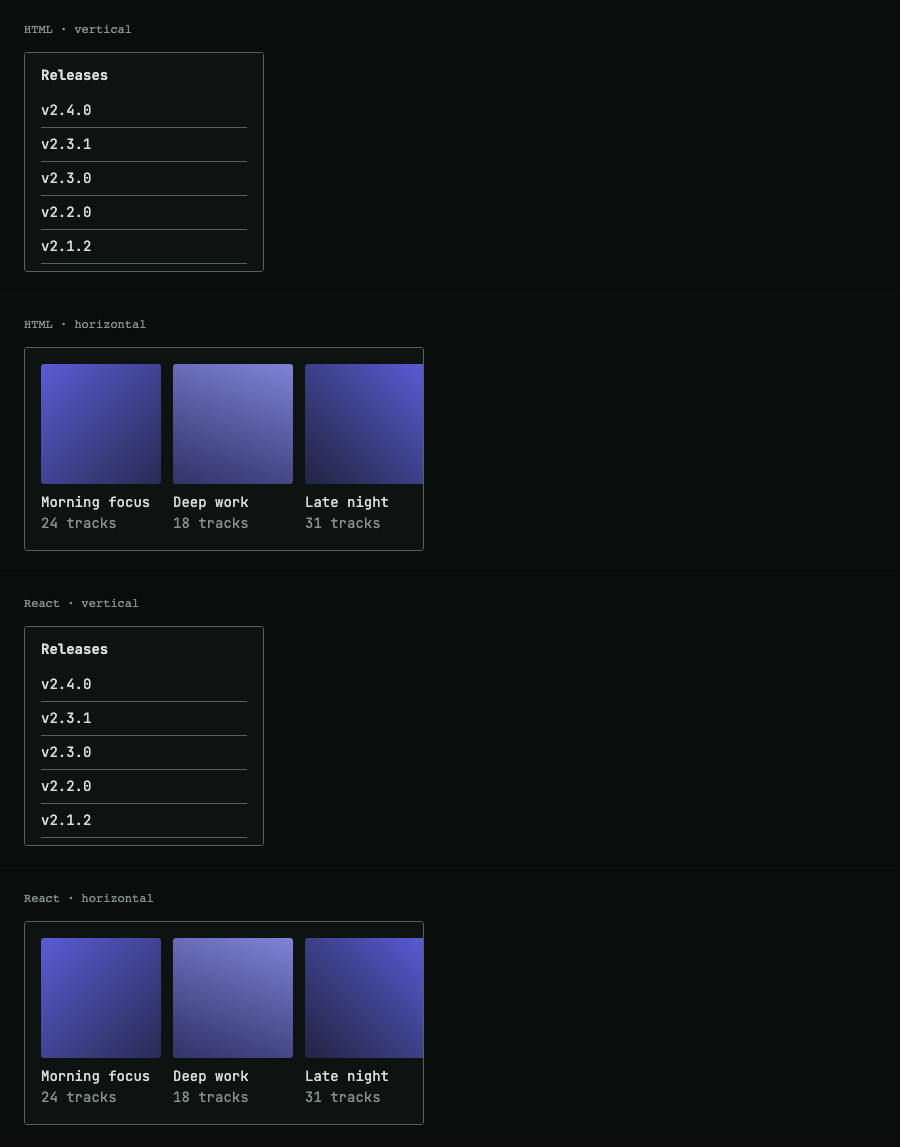 HTML · vertical
Releases
v2.4.0
v2.3.1
v2.3.0
v2.2.0
v2.1.2
HTML · horizontal
Morning focus
24 tracks
Deep work
18 tracks
Late night
31 tracks
React · vertical
Releases
v2.4.0
v2.3.1
v2.3.0
v2.2.0
v2.1.2
React · horizontal
Morning focus
24 tracks
Deep work
18 tracks
Late night
31 tracks